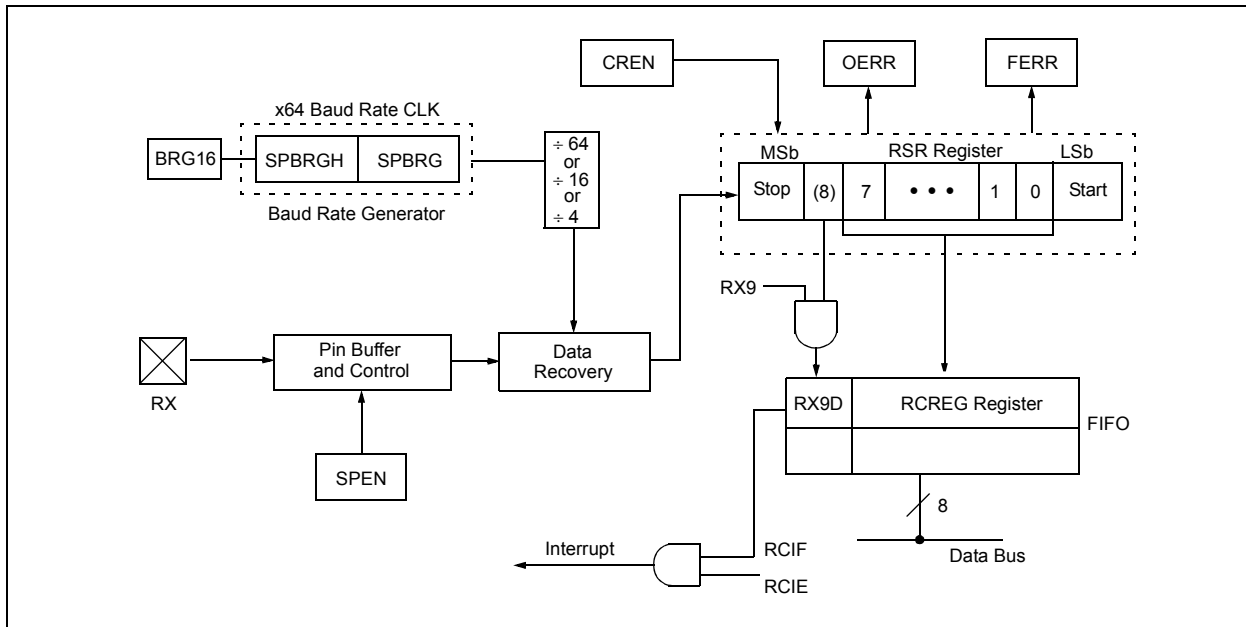 CREN
OERR
FERR
x64 Baud Rate CLK
BRG16
SPBRGH
SPBRG
Baud Rate Generator
÷ 64
or
÷ 16
or
÷ 4
MSb
RSR Register
LSb
Stop
(8)
7
• • •
1
0
Start
RX9
RX
Pin Buffer
and Control
Data
Recovery
SPEN
RX9D
RCREG Register
FIFO
8
Data Bus
Interrupt
RCIF
RCIE